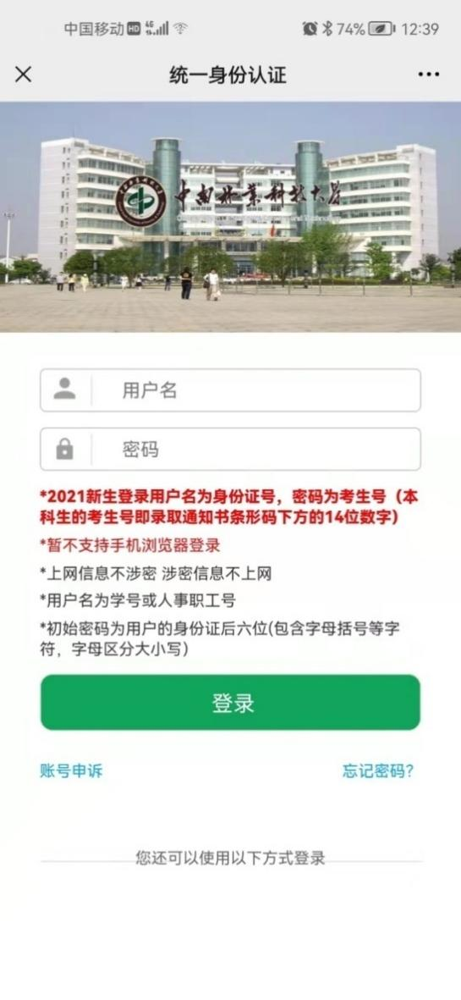 中国移动 HD 4G 74% 12:39
统一身份认证
中南林业科技大学
用户名
密码
*2021新生登录用户名为身份证号，密码为考生号（本
科生的考生号即录取通知书条形码下方的14位数字）
*暂不支持手机浏览器登录
*上网信息不涉密 涉密信息不上网
*用户名为学号或人事职工号
*初始密码为用户的身份证后六位(包含字母括号等字
符，字母区分大小写）
登录
账号申诉 忘记密码?
您还可以使用以下方式登录